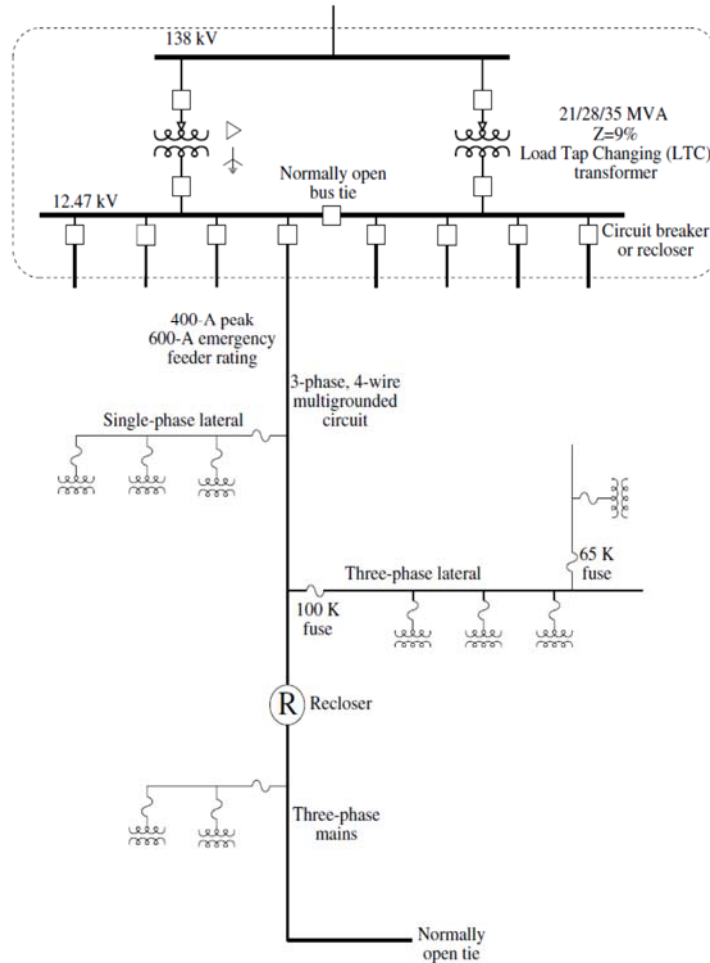 138 kV
21/28/35 MVA
Z=9%
Load Tap Changing (LTC)
transformer
Normally open
bus tie
12.47 kV
Circuit breaker
or recloser
400-A peak
600-A emergency
feeder rating
3-phase, 4-wire
multigrounded
circuit
Single-phase lateral
65 K
fuse
Three-phase lateral
100 K
fuse
R
Recloser
Three-phase
mains
Normally
open tie